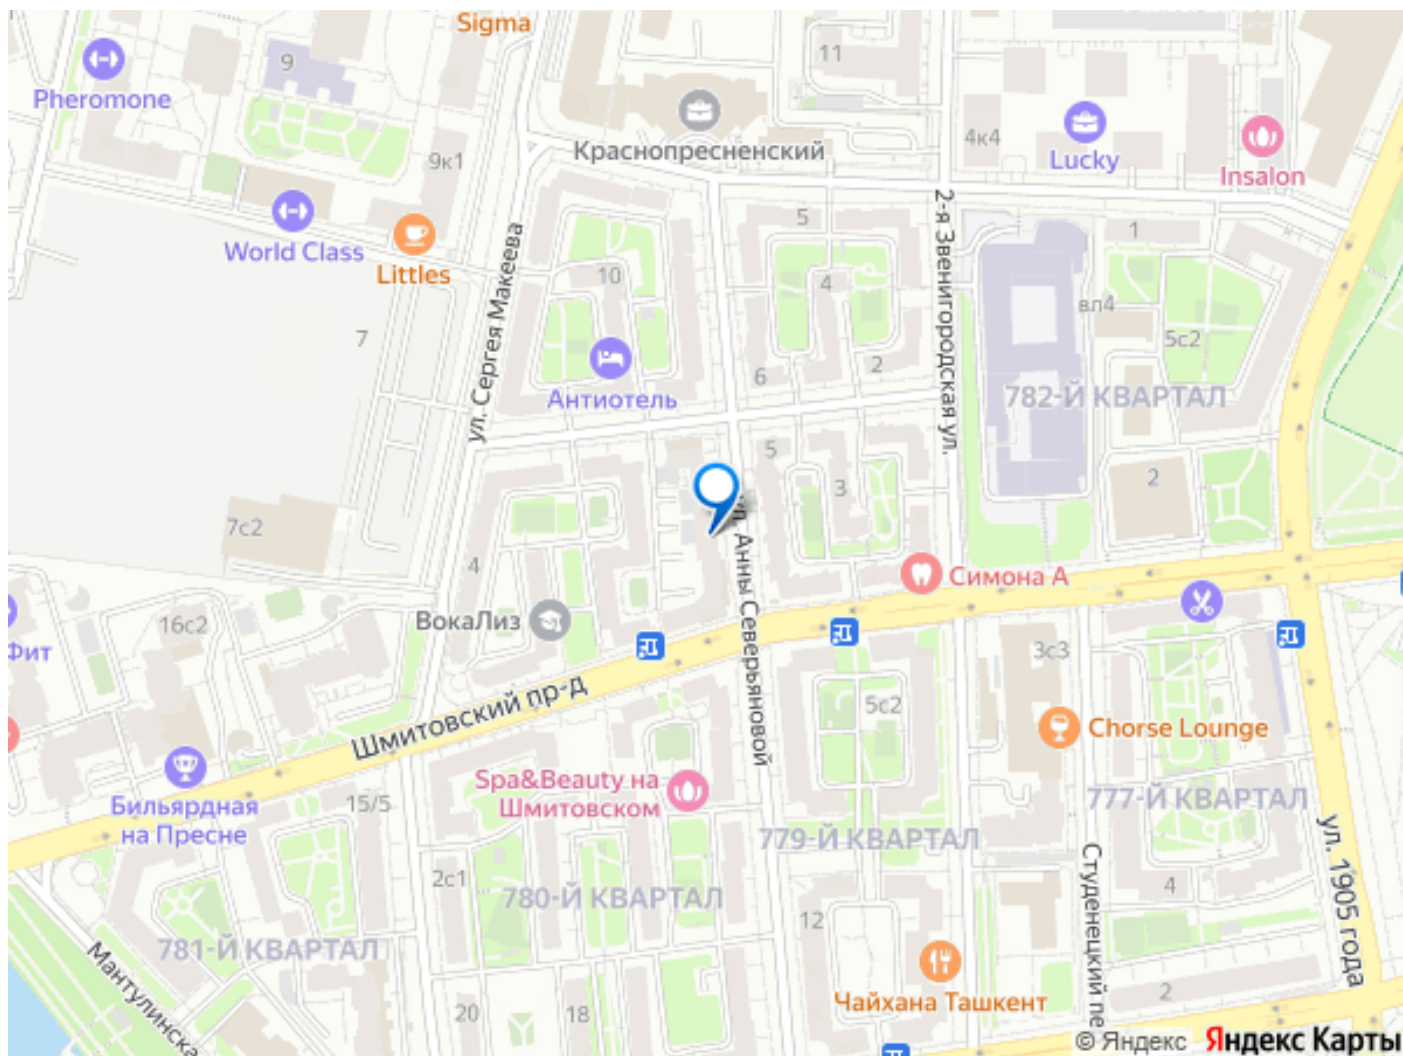 Sigma
9
11
Pheromone
Краснопресненский
4к4
Lucky
Insalon
9к1
World Class
Littles
ул. Сергея Макеева
10
5
4
2-я Звенигородская ул.
1
вл4
5с2
7
Антиотель
6
2
782-Й КВАРТАЛ
5
3
2
7с2
4
ул. Анны Северьяновой
Симона А
16с2
ВокаЛиз
Фит
3с3
Шмитовский пр-д
5с2
Chorse Lounge
Бильярдная
на Пресне
15/5
Spa&Beauty на
Шмитовском
779-Й КВАРТАЛ
777-Й КВАРТАЛ
ул. 1905 года
2с1
780-Й КВАРТАЛ
781-Й КВАРТАЛ
12
Студенецкий пе
4
Мантулинска
Чайхана Ташкент
20
18
2
© Яндекс Яндекс Карты